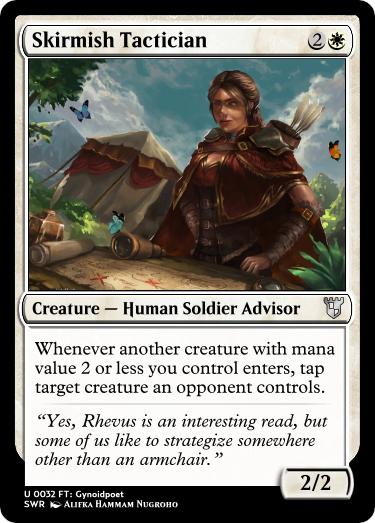 Skirmish Tactician 2
Creature — Human Soldier Advisor
Whenever another creature with mana
value 2 or less you control enters, tap
target creature an opponent controls.
“Yes, Rhevus is an interesting read, but
some of us like to strategize somewhere
other than an armchair.”
2/2
U 0032 FT: Gynoidpoet
SWR Alifka Hammam Nugroho